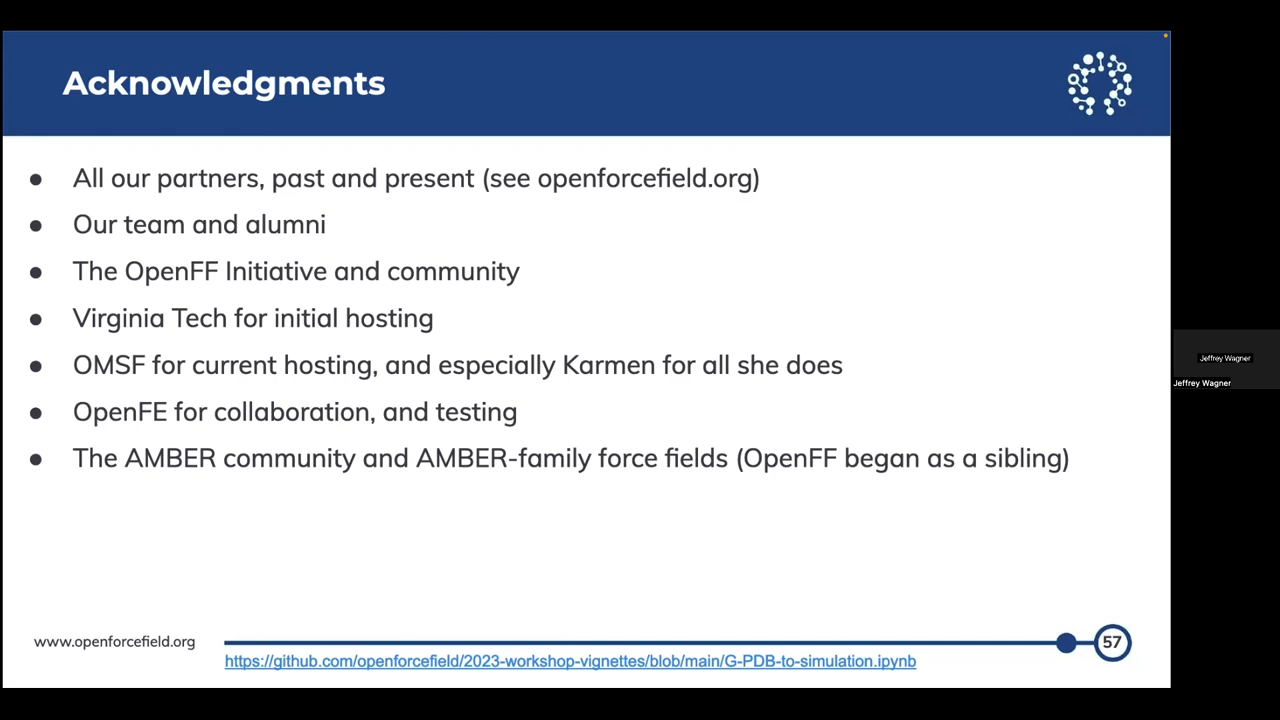 Acknowledgments
● All our partners, past and present (see openforcefield.org)
● Our team and alumni
● The OpenFF Initiative and community
● Virginia Tech for initial hosting
● OMSF for current hosting, and especially Karmen for all she does
● OpenFE for collaboration, and testing
● The AMBER community and AMBER-family force fields (OpenFF began as a sibling)
www.openforcefield.org
57
https://github.com/openforcefield/2023-workshop-vignettes/blob/main/G-PDB-to-simulation.ipynb
Jeffrey Wagner
Jeffrey Wagner